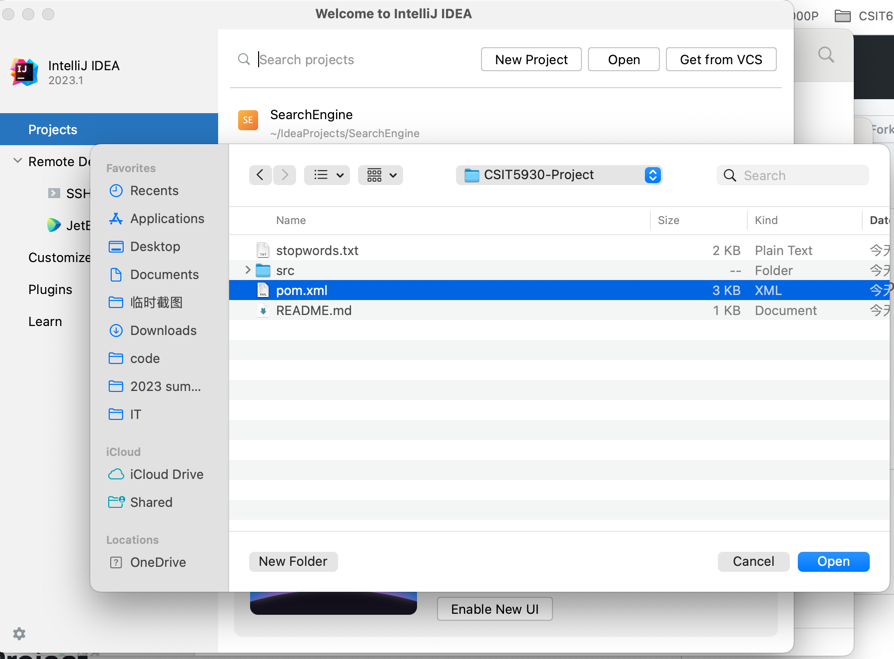 Welcome to IntelliJ IDEA
000P
CSIT6
IntelliJ IDEA
2023.1
Search projects
New Project
Open
Get from VCS
Projects
SE
SearchEngine
~/IdeaProjects/SearchEngine
Fork
Remote De
SSH
JetB
Customize
Plugins
Learn
Favorites
Recents
Applications
Desktop
Documents
临时截图
Downloads
code
2023 sum...
IT
iCloud
iCloud Drive
Shared
Locations
OneDrive
CSIT5930-Project
Search
Name
Size
Kind
Date
stopwords.txt
2 KB
Plain Text
今天
src
--
Folder
今天
pom.xml
3 KB
XML
今天
README.md
1 KB
Document
今天
New Folder
Cancel
Open
Enable New UI